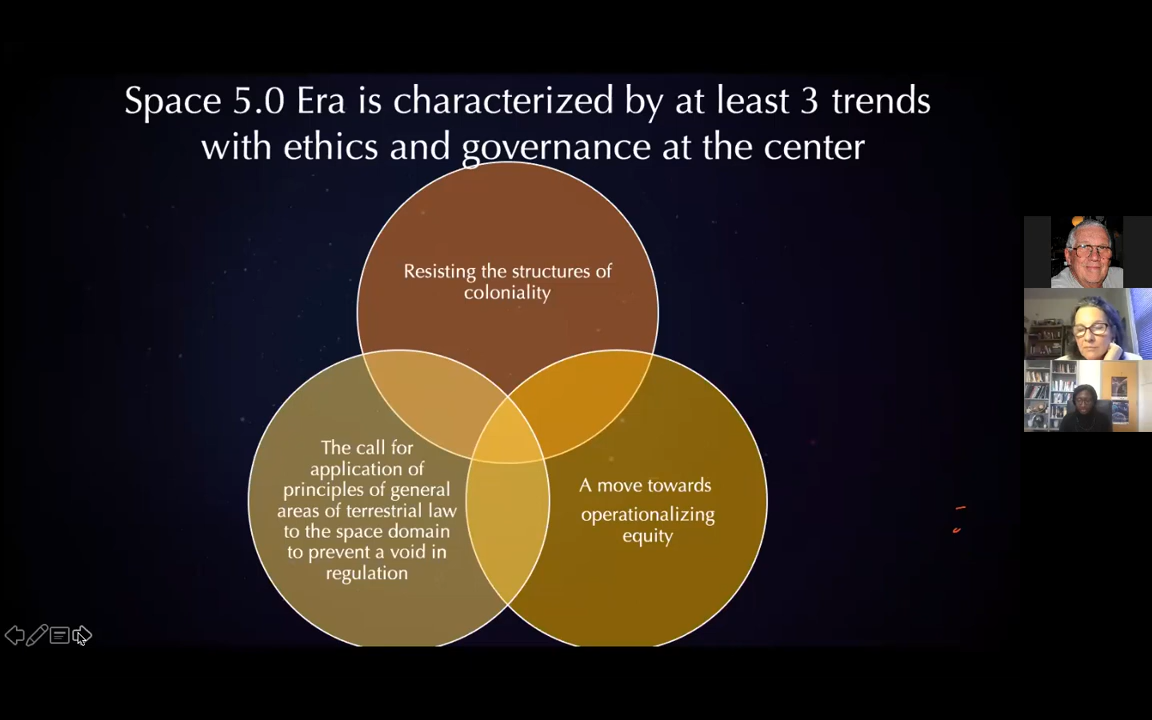 Space 5.0 Era is characterized by at least 3 trends
with ethics and governance at the center
Resisting the structures of
coloniality
The call for
application of
principles of general
areas of terrestrial law
to the space domain
to prevent a void in
regulation
A move towards
operationalizing
equity